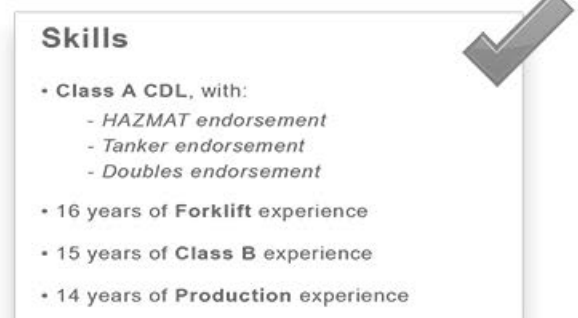 Skills
• Class A CDL, with:
- HAZMAT endorsement
- Tanker endorsement
- Doubles endorsement
• 16 years of Forklift experience
• 15 years of Class B experience
• 14 years of Production experience